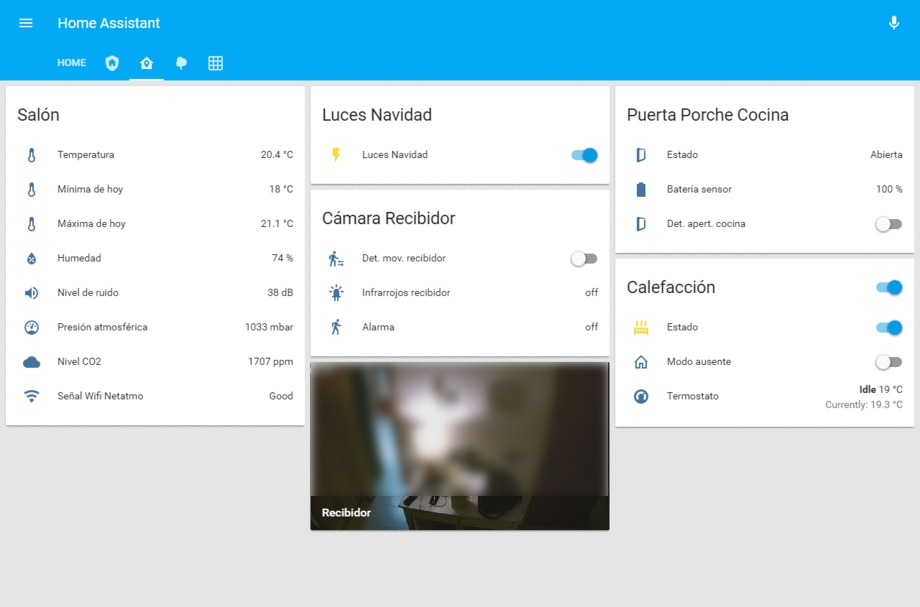 Home Assistant
HOME
Salón
Temperatura 20.4 °C
Mínima de hoy 18 °C
Máxima de hoy 21.1 °C
Humedad 74 %
Nivel de ruido 38 dB
Presión atmosférica 1033 mbar
Nivel CO2 1707 ppm
Señal Wifi Netatmo Good
Luces Navidad
Luces Navidad
Cámara Recibidor
Det. mov. recibidor
Infrarrojos recibidor off
Alarma off
Recibidor
Puerta Porche Cocina
Estado Abierta
Batería sensor 100 %
Det. apert. cocina
Calefacción
Estado
Modo ausente
Termostato Idle 19 °C
Currently: 19.3 °C